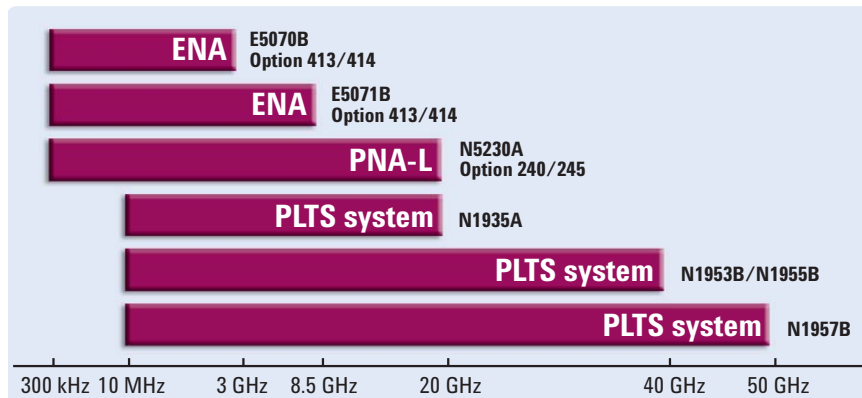 ENA
E5070B
Option 413/414
ENA
E5071B
Option 413/414
PNA-L
N5230A
Option 240/245
PLTS system
N1935A
PLTS system
N1953B/N1955B
PLTS system
N1957B
300 kHz 10 MHz 3 GHz 8.5 GHz 20 GHz 40 GHz 50 GHz